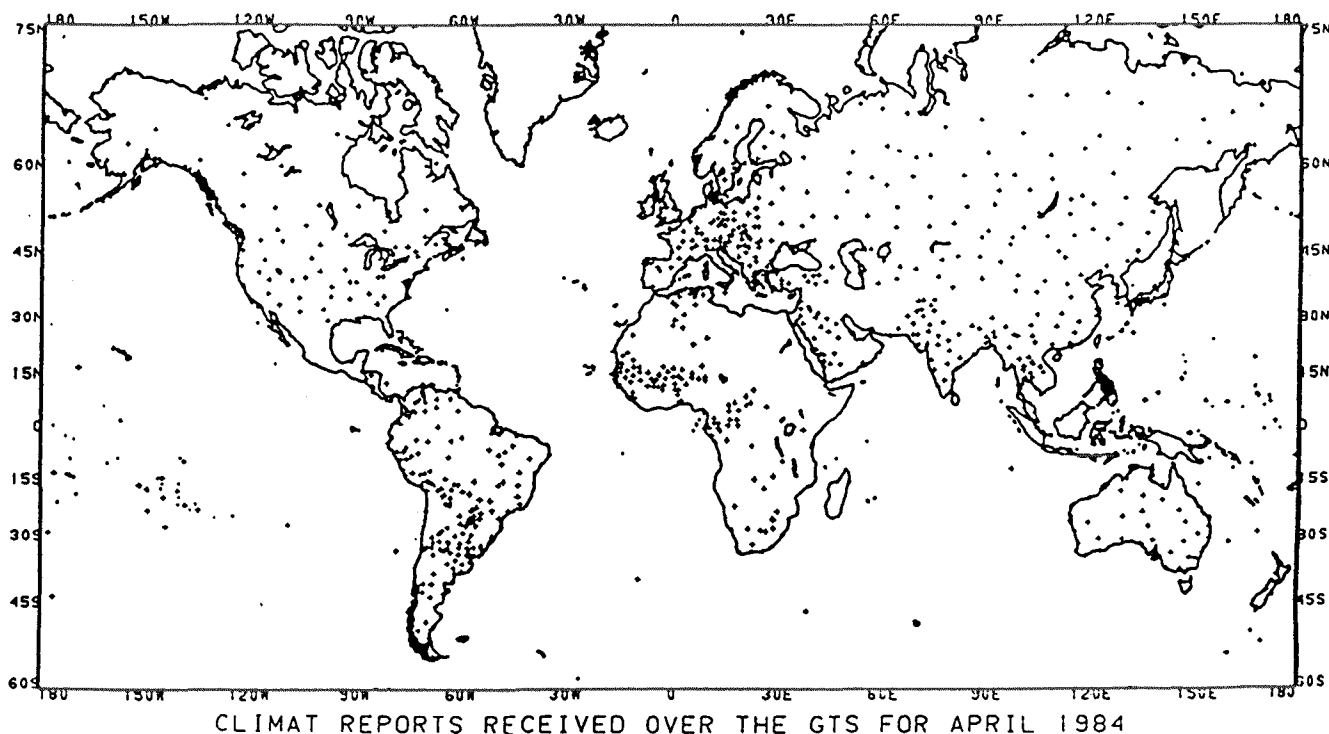 150W 120W 90W 60W 30W 0 30E 60E 90E 120E 150E 180
75N 75N
60N 60N
45N 45N
30N 30N
15N 15N
0 0
15S 15S
30S 30S
45S 45S
60S 60S
180 150W 120W 90W 60W 30W 0 30E 60E 90E 120E 150E 180
CLIMAT REPORTS RECEIVED OVER THE GTS FOR APRIL 1984